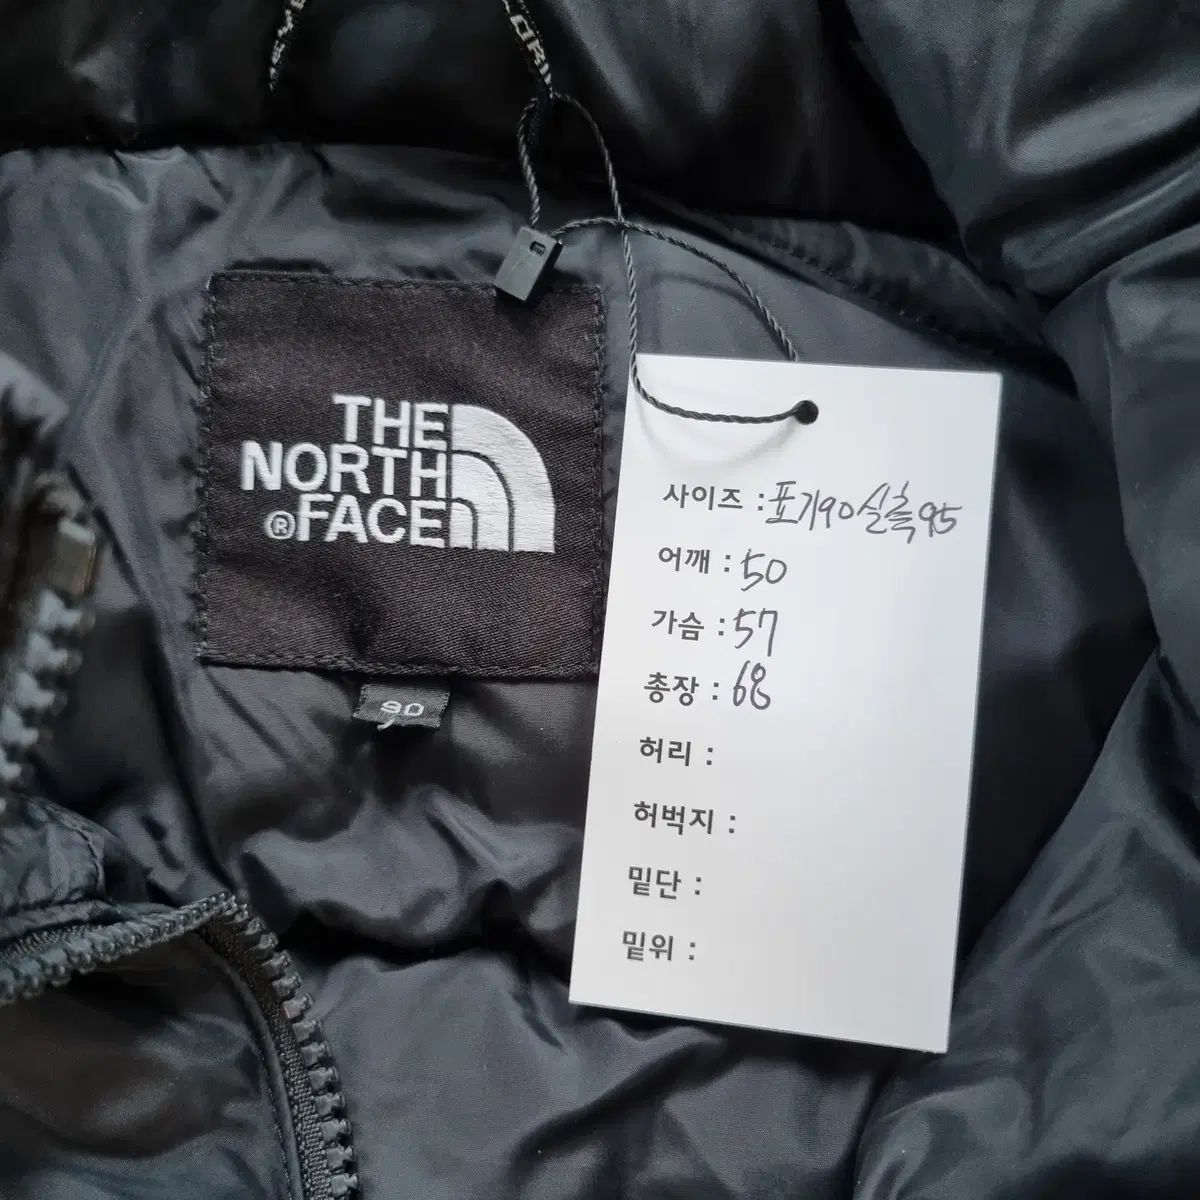 THE
NORTH
®FACE
90
사이즈 : 표기90실측95
어깨 : 50
가슴 : 57
총장 : 68
허리 :
허벅지 :
밑단 :
밑위 :